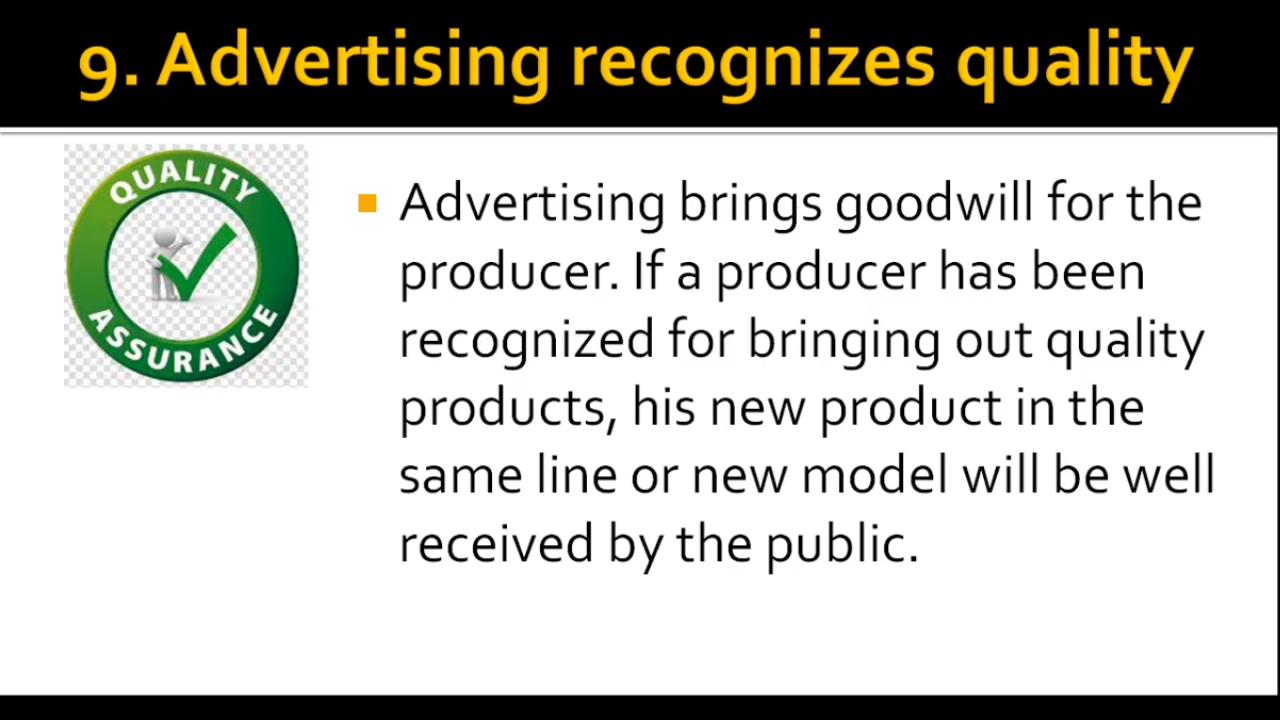 9. Advertising recognizes quality
QUALITY
ASSURANCE
Advertising brings goodwill for the
producer. If a producer has been
recognized for bringing out quality
products, his new product in the
same line or new model will be well
received by the public.